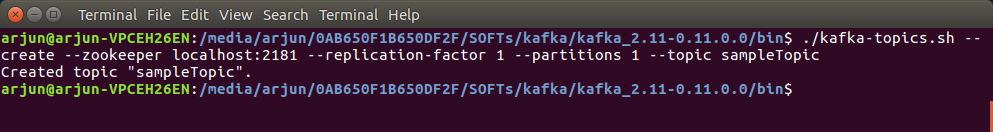 Terminal File Edit View Search Terminal Help
arjun@arjun-VPCEH26EN:/media/arjun/0AB650F1B650DF2F/SOFTs/kafka/kafka_2.11-0.11.0.0/bin$ ./kafka-topics.sh --
create --zookeeper localhost:2181 --replication-factor 1 --partitions 1 --topic sampleTopic
Created topic "sampleTopic".
arjun@arjun-VPCEH26EN:/media/arjun/0AB650F1B650DF2F/SOFTs/kafka/kafka_2.11-0.11.0.0/bin$